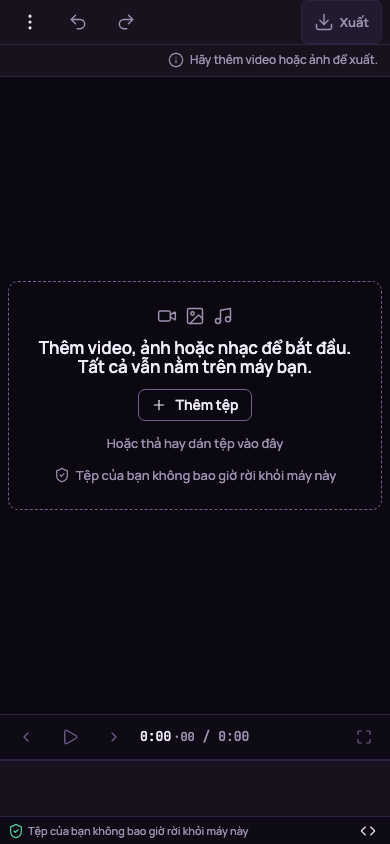 Xuất
Hãy thêm video hoặc ảnh để xuất.
Thêm video, ảnh hoặc nhạc để bắt đầu.
Tất cả vẫn nằm trên máy bạn.
Thêm tệp
Hoặc thả hay dán tệp vào đây
Tệp của bạn không bao giờ rời khỏi máy này
0:00.00 / 0:00
Tệp của bạn không bao giờ rời khỏi máy này